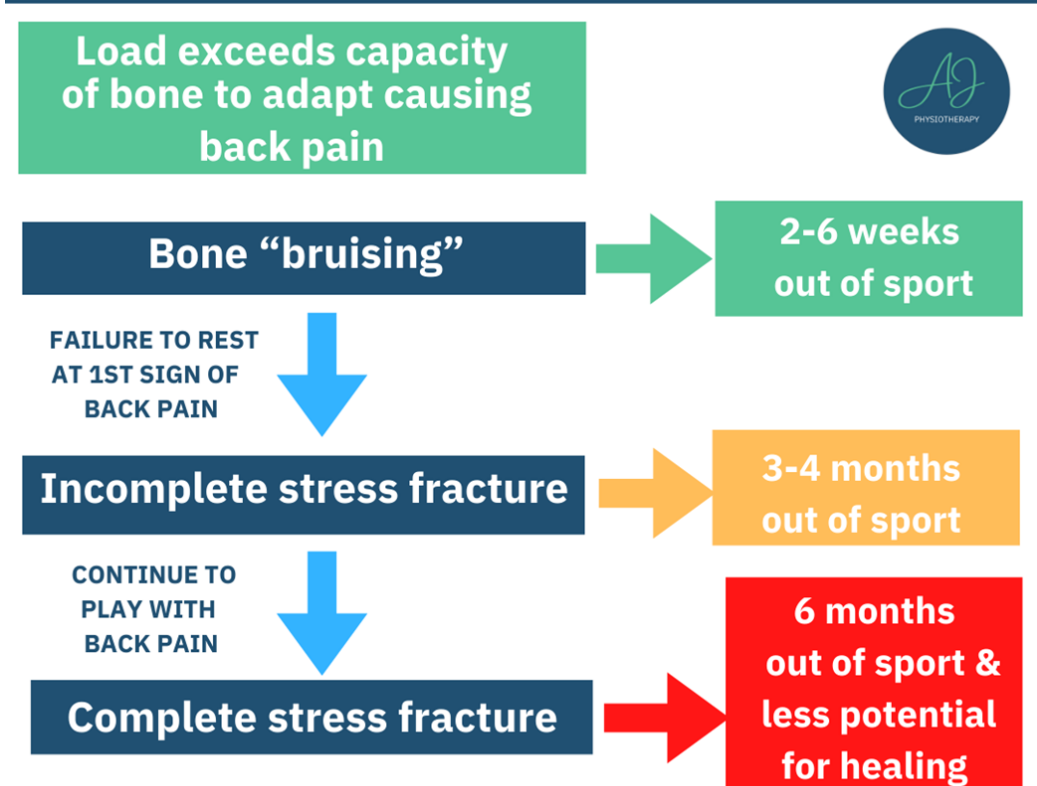 Load exceeds capacity
of bone to adapt causing
back pain
AJ
PHYSIOTHERAPY
Bone “bruising”
2-6 weeks
out of sport
FAILURE TO REST
AT 1ST SIGN OF
BACK PAIN
Incomplete stress fracture
3-4 months
out of sport
CONTINUE TO
PLAY WITH
BACK PAIN
Complete stress fracture
6 months
out of sport &
less potential
for healing